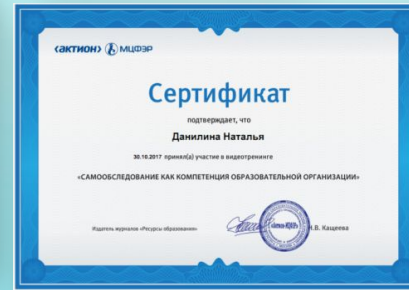 ‹актион› МЦФЭР
Сертификат
подтверждает, что
Данилина Наталья
30.10.2017 принял(а) участие в видеотренинге
«САМООБСЛЕДОВАНИЕ КАК КОМПЕТЕНЦИЯ ОБРАЗОВАТЕЛЬНОЙ ОРГАНИЗАЦИИ»
Издатель журналов «Ресурсы образования» Н.В. Кащеева